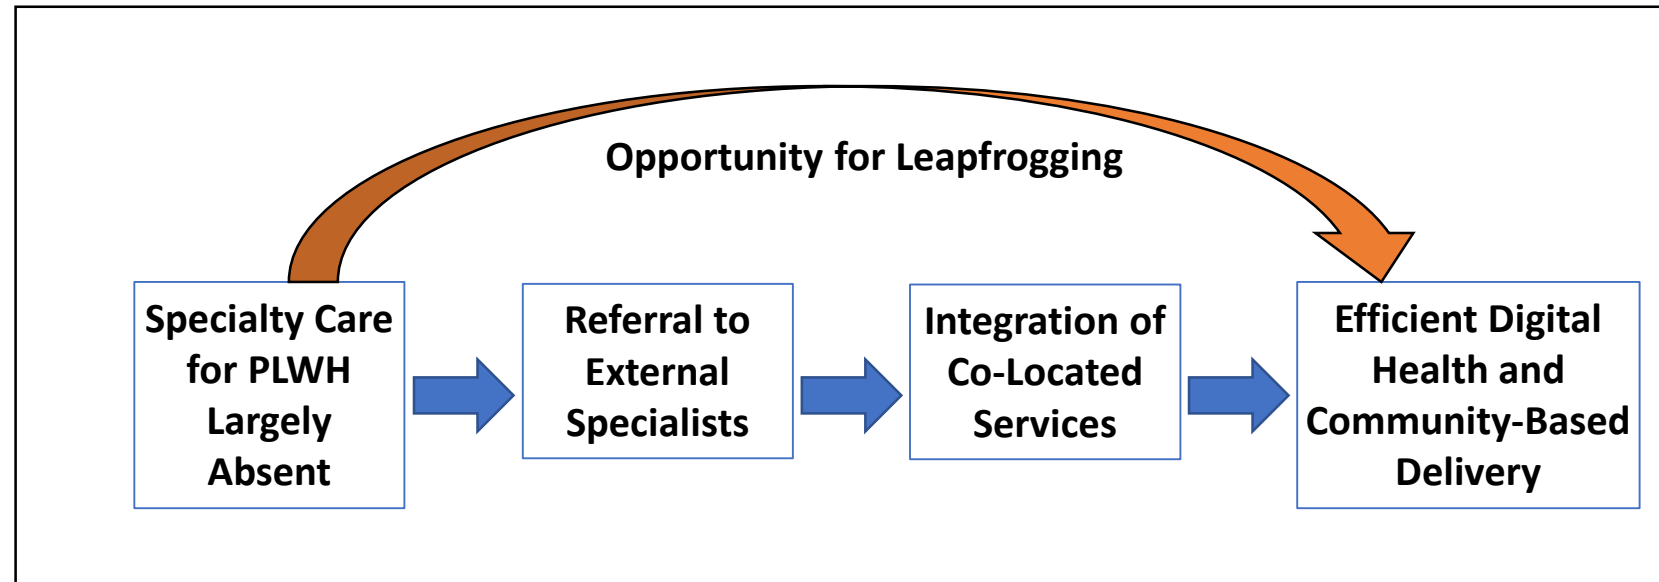 Opportunity for Leapfrogging
Specialty Care
for PLWH
Largely
Absent
Referral to
External
Specialists
Integration of
Co-Located
Services
Efficient Digital
Health and
Community-Based
Delivery